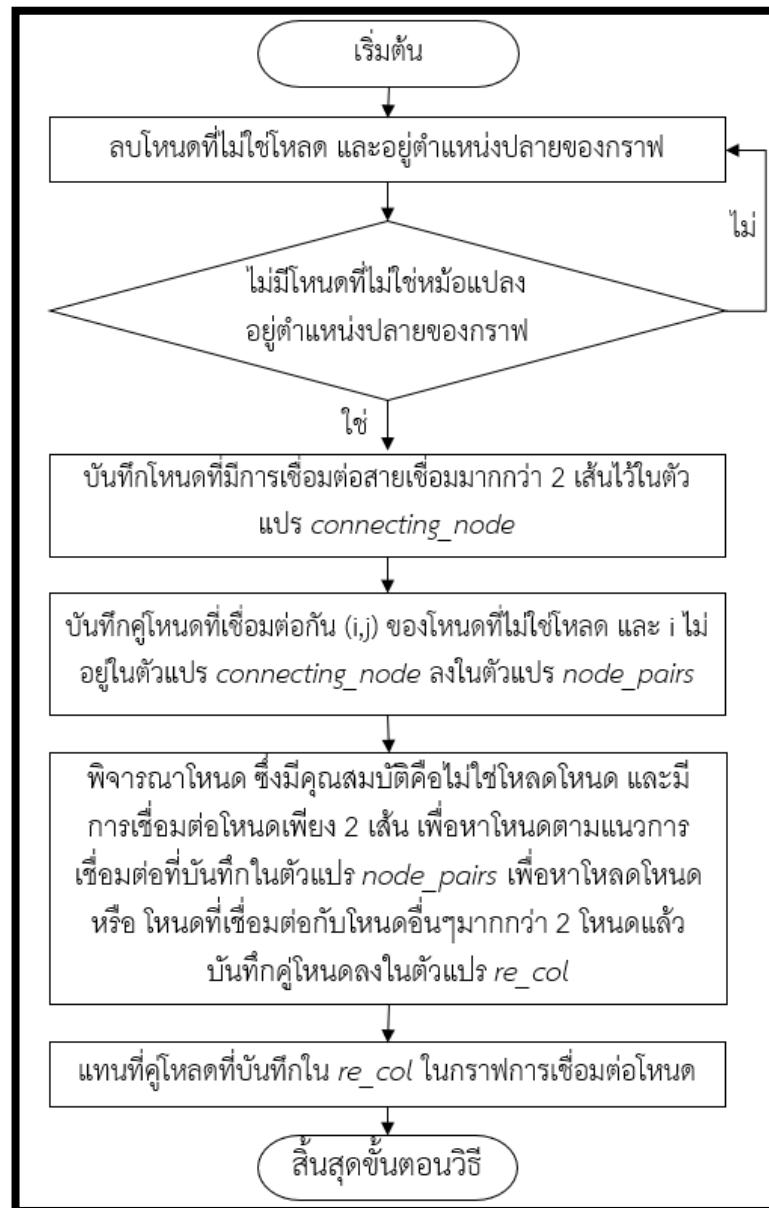 เริ่มต้น
ลบโหนดที่ไม่ใช่โหลด และอยู่ตำแหน่งปลายของกราฟ
ไม่
ไม่มีโหนดที่ไม่ใช่หม้อแปลง
อยู่ตำแหน่งปลายของกราฟ
ใช่
บันทึกโหนดที่มีการเชื่อมต่อสายเชื่อมมากกว่า 2 เส้นไว้ในตัว
แปร connecting_node
บันทึกคู่โหนดที่เชื่อมต่อกัน (i,j) ของโหนดที่ไม่ใช่โหลด และ i ไม่
อยู่ในตัวแปร connecting_node ลงในตัวแปร node_pairs
พิจารณาโหนด ซึ่งมีคุณสมบัติคือไม่ใช่โหลดโหนด และมี
การเชื่อมต่อโหนดเพียง 2 เส้น เพื่อหาโหนดตามแนวการ
เชื่อมต่อที่บันทึกในตัวแปร node_pairs เพื่อหาโหลดโหนด
หรือ โหนดที่เชื่อมต่อกับโหนดอื่นๆมากกว่า 2 โหนดแล้ว
บันทึกคู่โหนดลงในตัวแปร re_col
แทนที่คู่โหลดที่บันทึกใน re_col ในกราฟการเชื่อมต่อโหนด
สิ้นสุดขั้นตอนวิธี